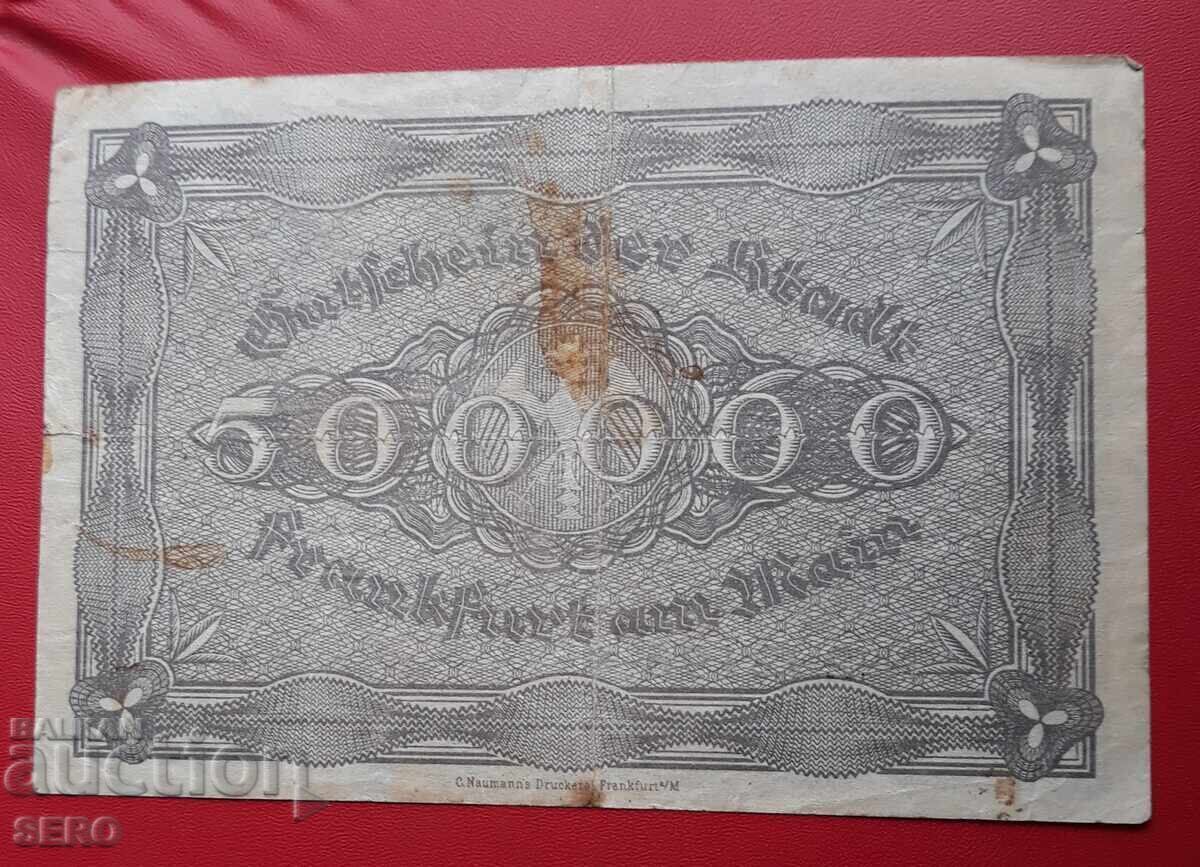 Gutschein der Stadt
500000
Frankfurt am Main
C. Naumann's Druckerei Frankfurt a/M
BALKAN
auction
SERO